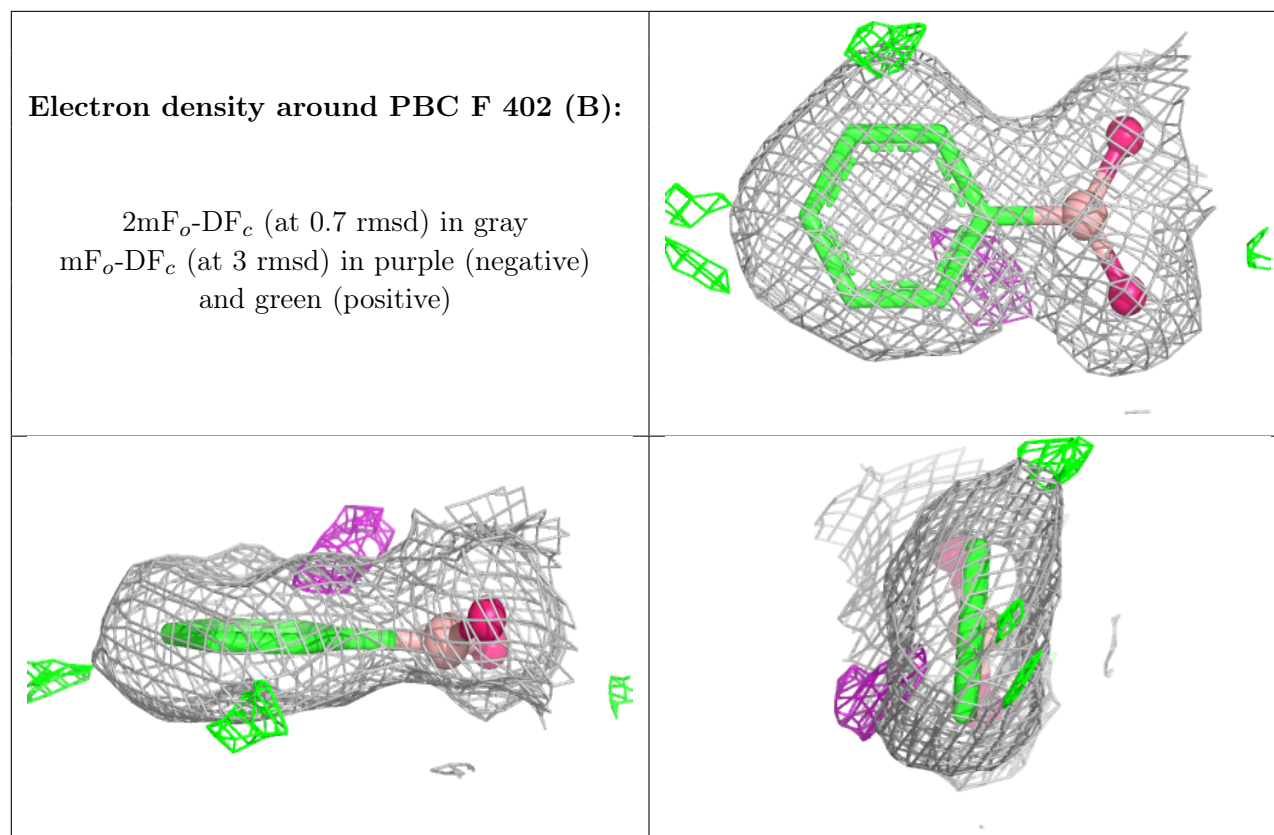 Electron density around PBC F 402 (B):
2mFo-DFc (at 0.7 rmsd) in gray
mFo-DFc (at 3 rmsd) in purple (negative)
and green (positive)